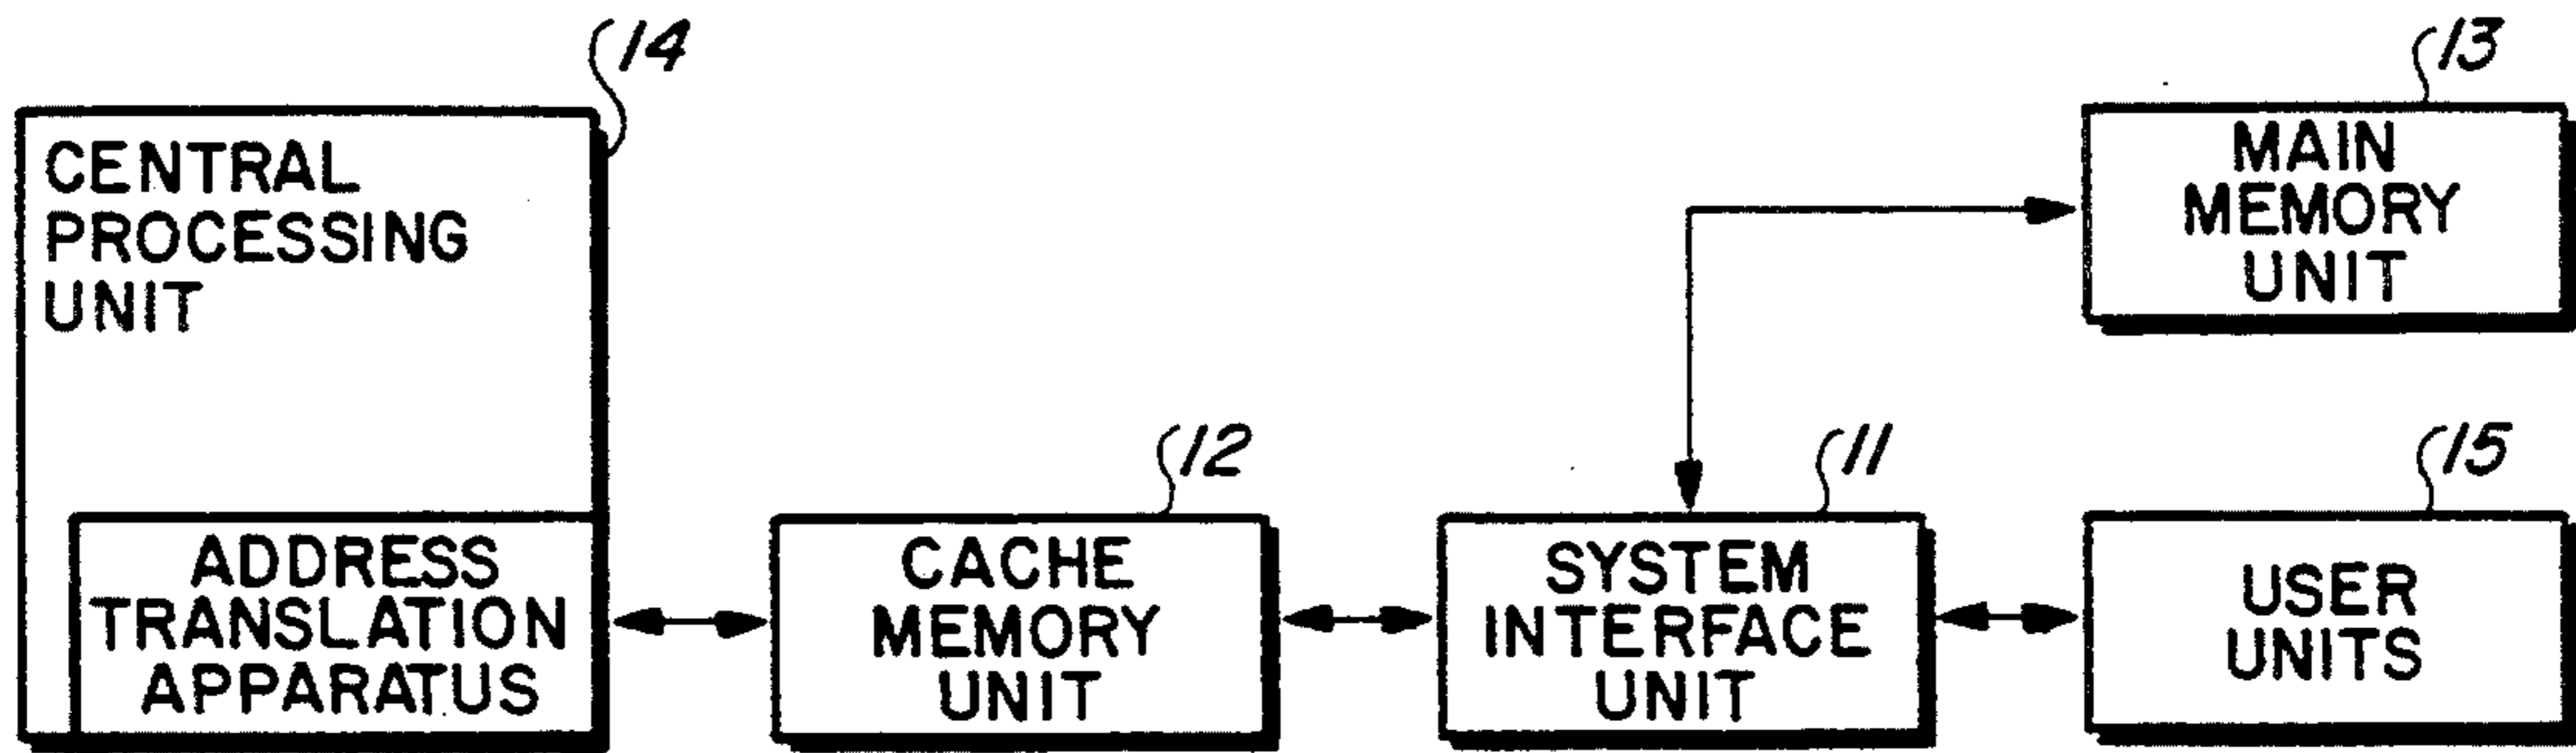 14
CENTRAL
PROCESSING
UNIT
ADDRESS
TRANSLATION
APPARATUS
12
CACHE
MEMORY
UNIT
11
SYSTEM
INTERFACE
UNIT
13
MAIN
MEMORY
UNIT
15
USER
UNITS